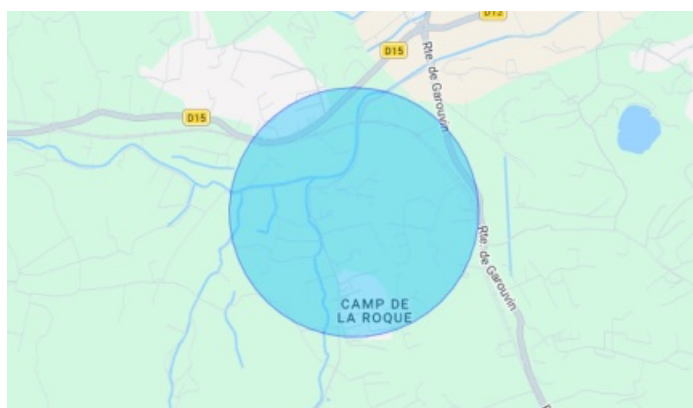 D15
D15
Rte. de Garouvin
D15
Rte. de Garouvin
CAMP DE
LA ROQUE